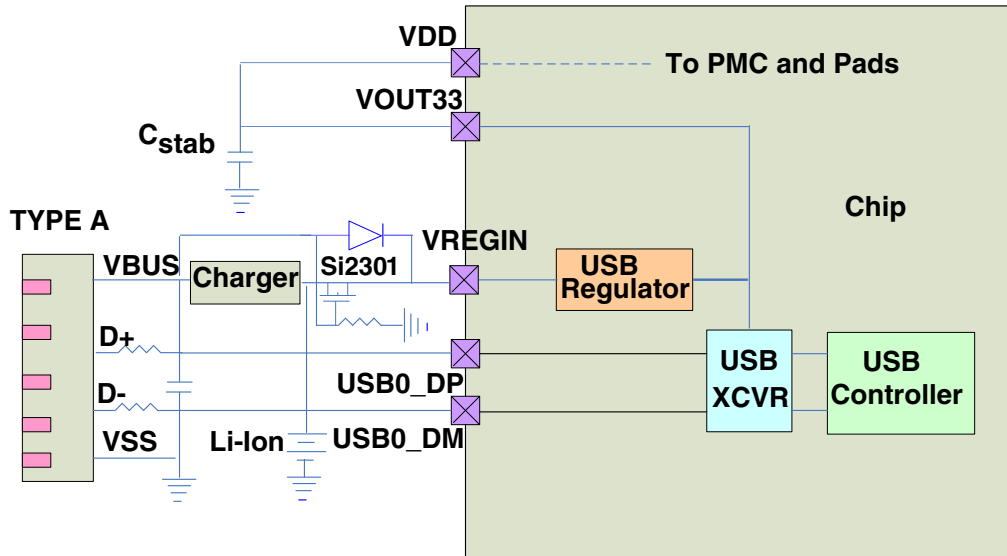 VDD
To PMC and Pads
VOUT33
Cstab
Chip
TYPE A
VREGIN
VBUS
Charger
Si2301
USB
Regulator
D+
USB
XCVR
USB
Controller
USB0_DP
D-
VSS
Li-Ion
USB0_DM